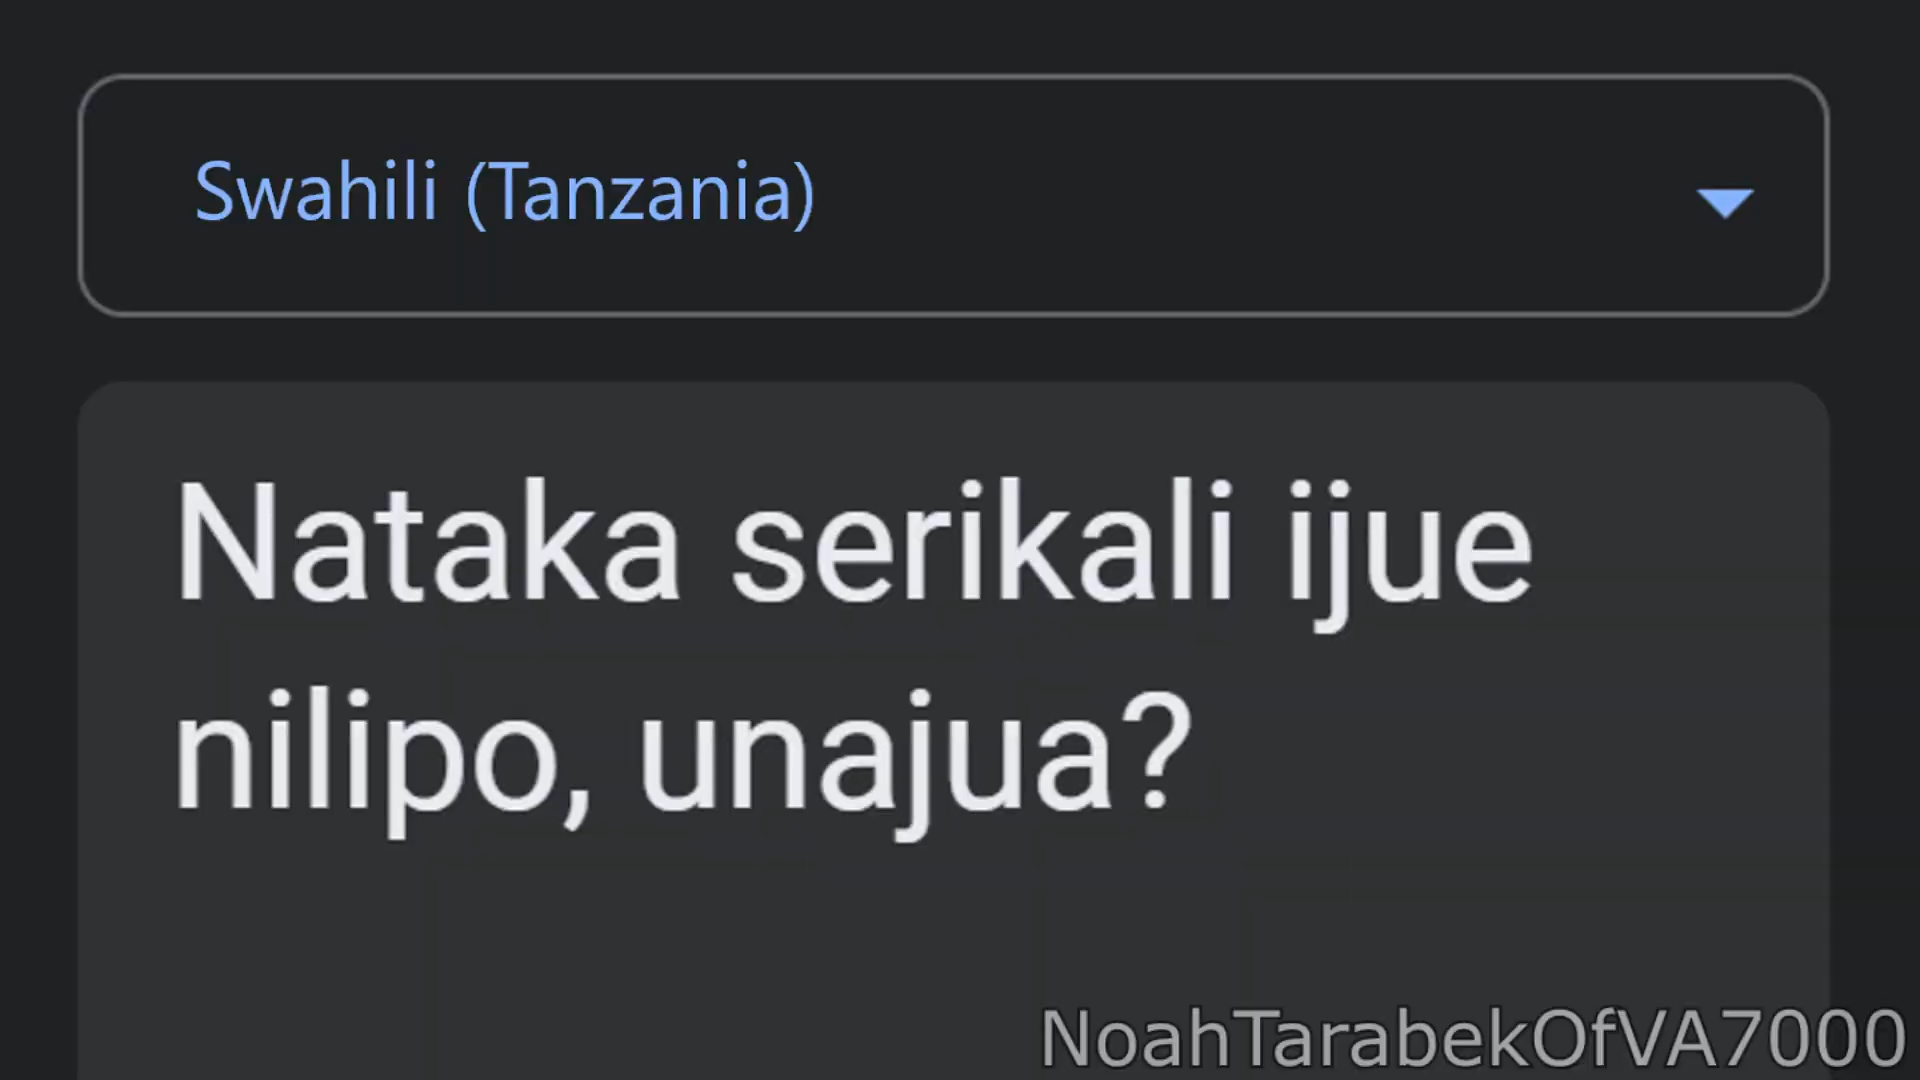 Swahili (Tanzania)
Nataka serikali ijue
nilipo, unajua?
NoahTarabekOfVA7000